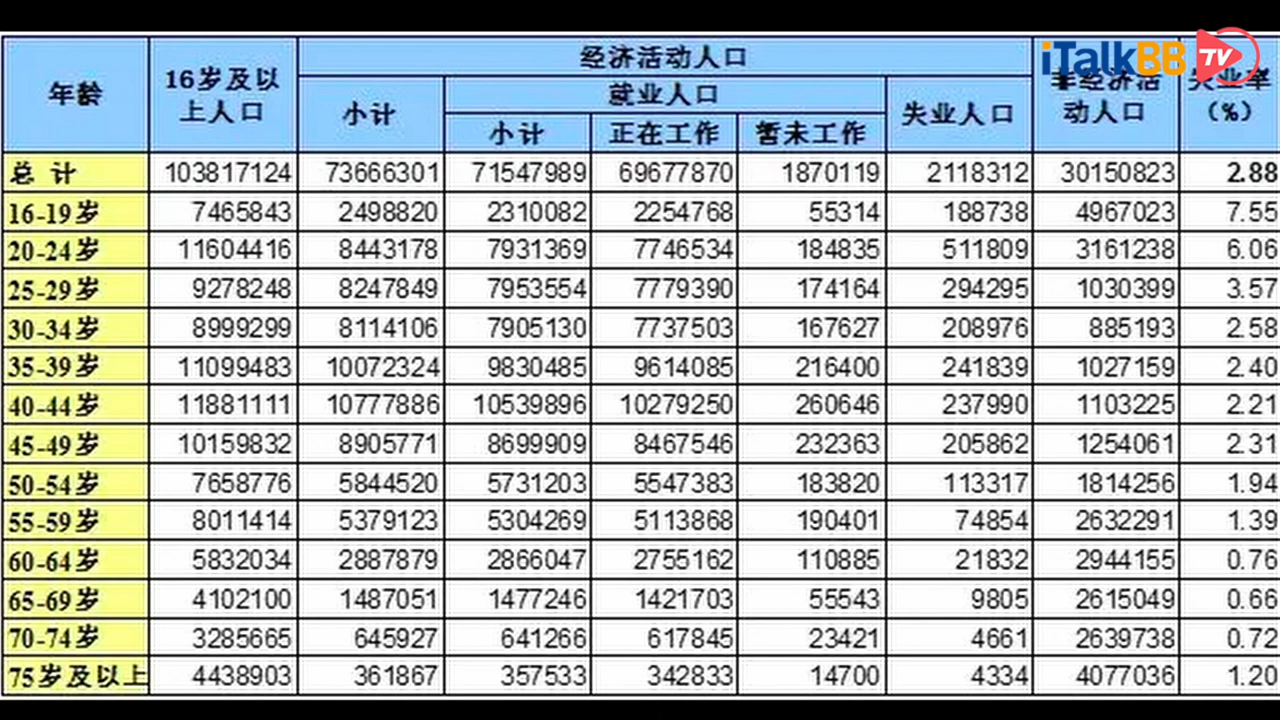 iTalkBB TV
年龄 16岁及以上人口 经济活动人口 非经济活动人口 失业率(%)
小计 就业人口 失业人口
小计 正在工作 暂未工作
总 计 103817124 73666301 71547989 69677870 1870119 2118312 30150823 2.88
16-19岁 7465843 2498820 2310082 2254768 55314 188738 4967023 7.55
20-24岁 11604416 8443178 7931369 7746534 184835 511809 3161238 6.06
25-29岁 9278248 8247849 7953554 7779390 174164 294295 1030399 3.57
30-34岁 8999299 8114106 7905130 7737503 167627 208976 885193 2.58
35-39岁 11099483 10072324 9830485 9614085 216400 241839 1027159 2.40
40-44岁 11881111 10777886 10539896 10279250 260646 237990 1103225 2.21
45-49岁 10159832 8905771 8699909 8467546 232363 205862 1254061 2.31
50-54岁 7658776 5844520 5731203 5547383 183820 113317 1814256 1.94
55-59岁 8011414 5379123 5304269 5113868 190401 74854 2632291 1.39
60-64岁 5832034 2887879 2866047 2755162 110885 21832 2944155 0.76
65-69岁 4102100 1487051 1477246 1421703 55543 9805 2615049 0.66
70-74岁 3285665 645927 641266 617845 23421 4661 2639738 0.72
75岁及以上 4438903 361867 357533 342833 14700 4334 4077036 1.20